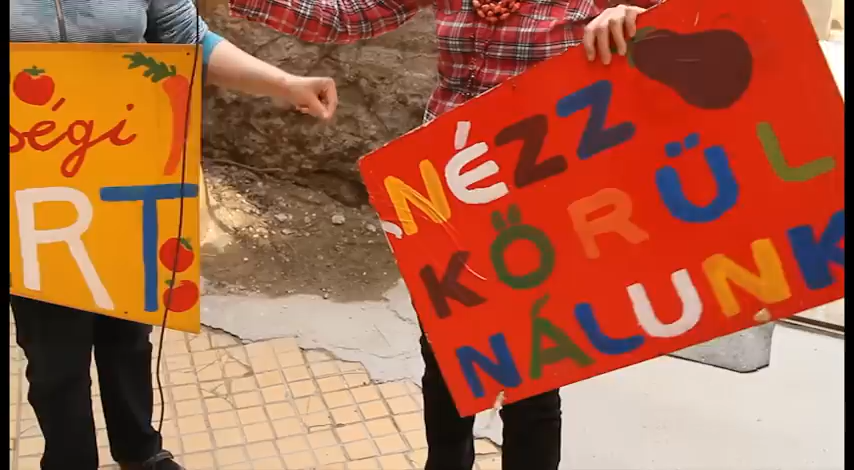 ségi
RT
NÉZZ
KÖRÜL
NÁLUNK